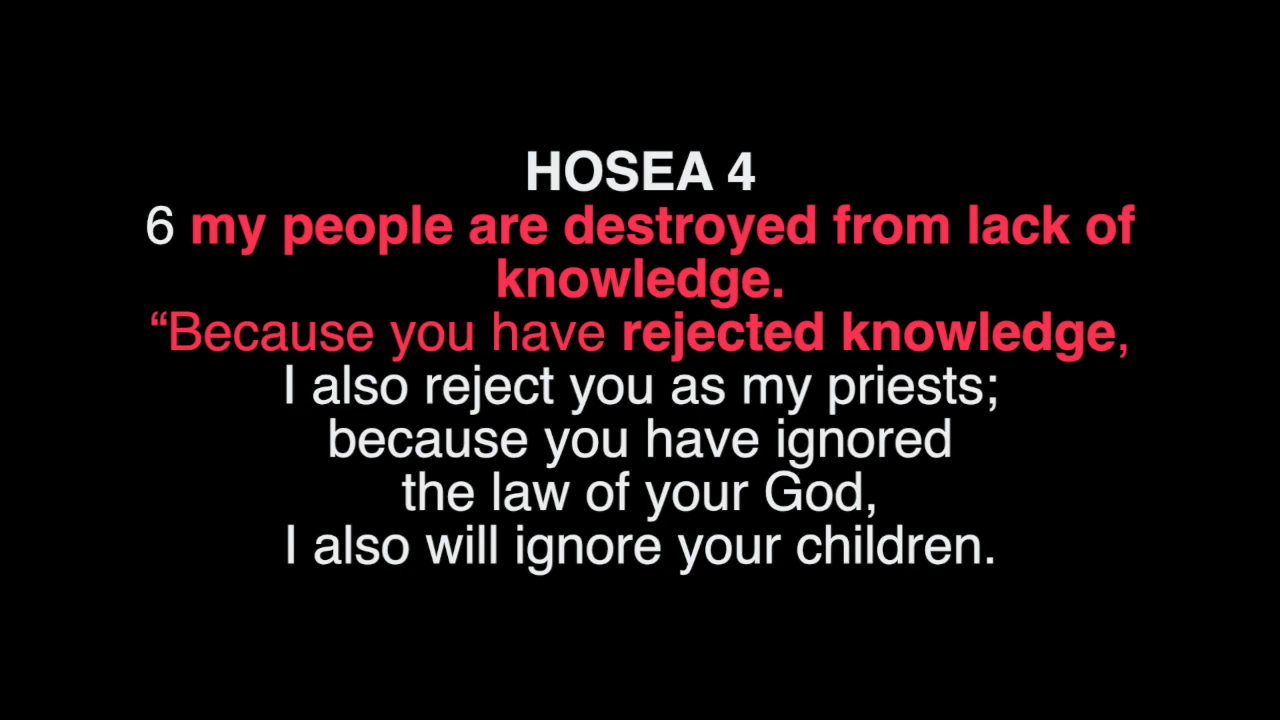 HOSEA 4
6 my people are destroyed from lack of
knowledge.
“Because you have rejected knowledge,
I also reject you as my priests;
because you have ignored
the law of your God,
I also will ignore your children.